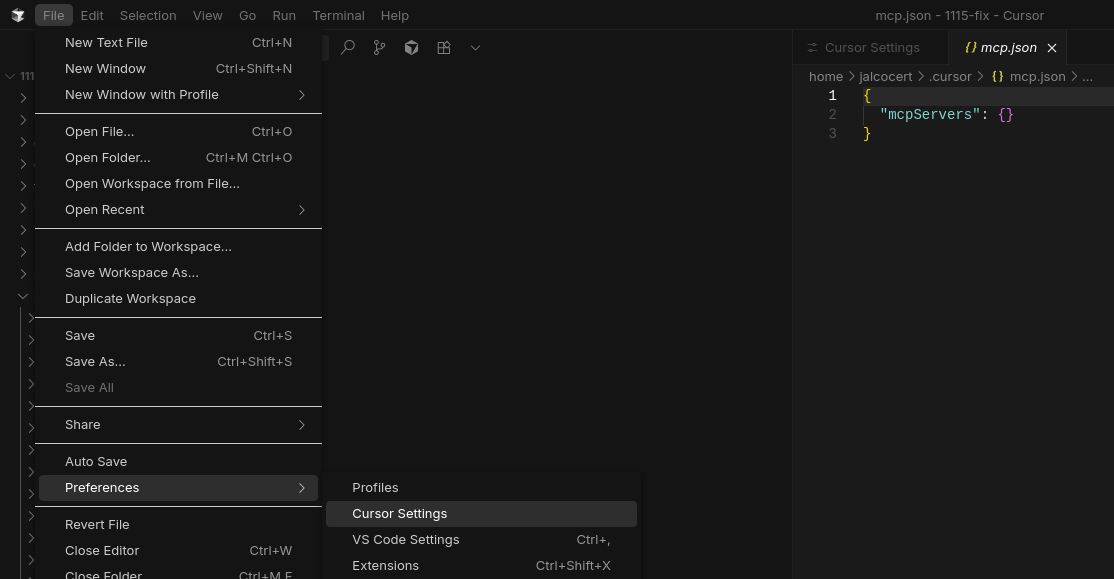 File Edit Selection View Go Run Terminal Help mcp.json - 1115-fix - Cursor
New Text File Ctrl+N
New Window Ctrl+Shift+N
New Window with Profile
Open File... Ctrl+O
Open Folder... Ctrl+M Ctrl+O
Open Workspace from File...
Open Recent
Add Folder to Workspace...
Save Workspace As...
Duplicate Workspace
Save Ctrl+S
Save As... Ctrl+Shift+S
Save All
Share
Auto Save
Preferences
Revert File
Close Editor Ctrl+W
Close Folder Ctrl+M F
Profiles
Cursor Settings
VS Code Settings Ctrl+,
Extensions Ctrl+Shift+X
111
Cursor Settings {} mcp.json
home > jalcocert > .cursor > {} mcp.json > ...
1 {
2 "mcpServers": {}
3 }